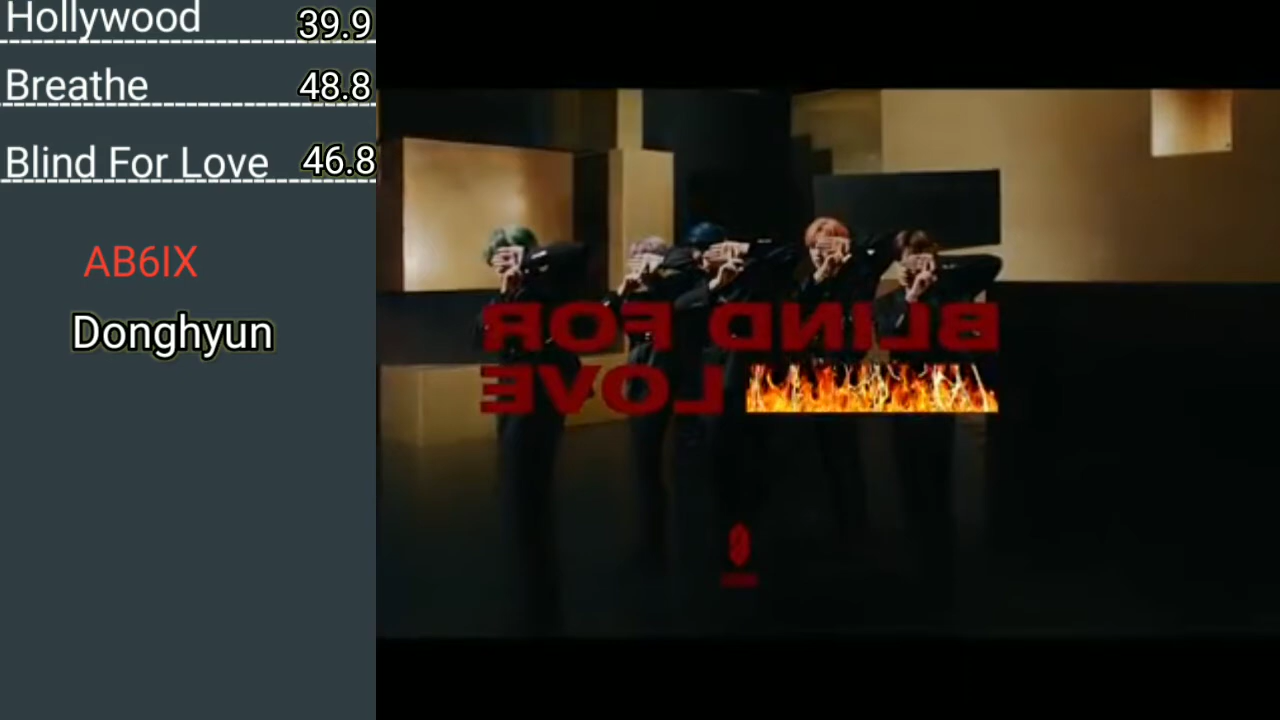 Hollywood 39.9
Breathe 48.8
Blind For Love 46.8
AB6IX
Donghyun
BLIND FOR
LOVE